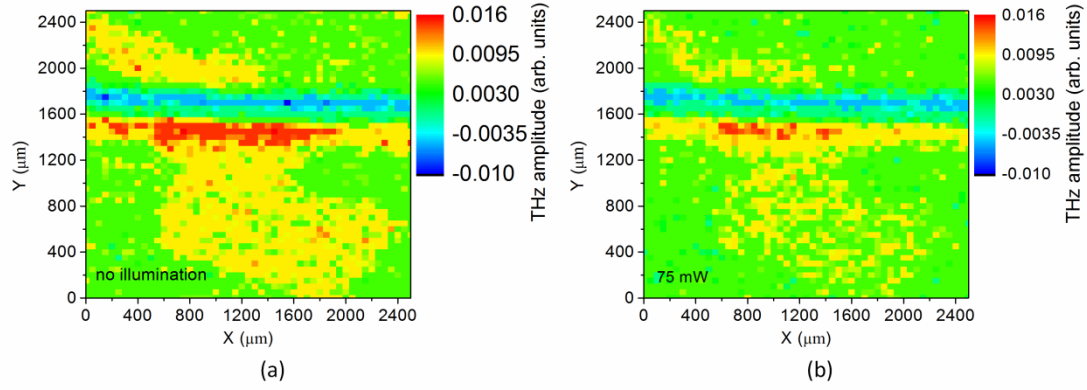 2400
2000
1600
1200
800
400
0
Y (μm)
no illumination
0 400 800 1200 1600 2000 2400
X (μm)
0.016
0.0095
0.0030
-0.0035
-0.010
THz amplitude (arb. units)
(a)
2400
2000
1600
1200
800
400
0
Y (μm)
75 mW
0 400 800 1200 1600 2000 2400
X (μm)
0.016
0.0095
0.0030
-0.0035
-0.010
THz amplitude (arb. units)
(b)